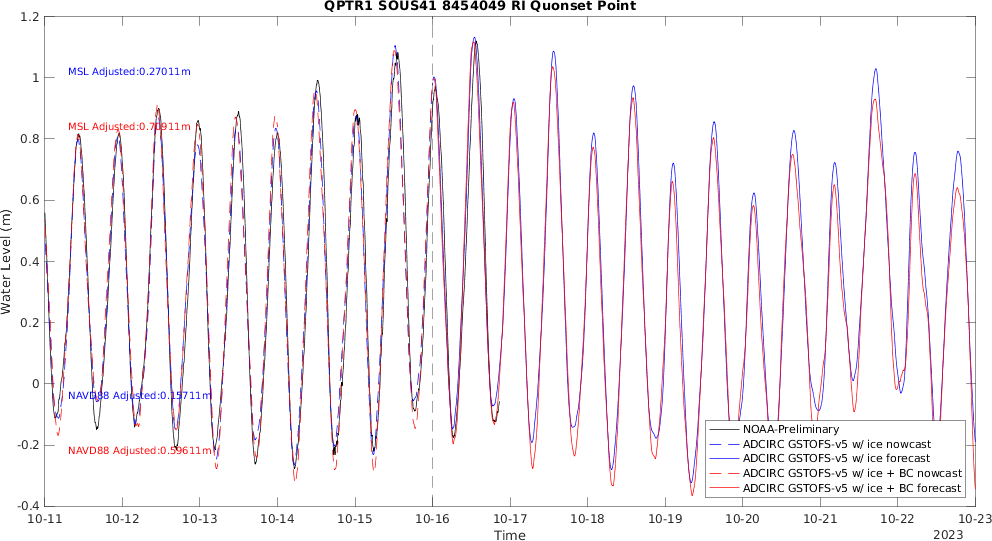 QPTR1 SOUS41 8454049 RI Quonset Point
1.2
1
0.8
0.6
0.4
0.2
0
-0.2
-0.4
Water Level (m)
MSL Adjusted:0.27011m
MSL Adjusted:0.70911m
NAVD88 Adjusted:0.15711m
NAVD88 Adjusted:0.59611m
NOAA-Preliminary
ADCIRC GSTOFS-v5 w/ ice nowcast
ADCIRC GSTOFS-v5 w/ ice forecast
ADCIRC GSTOFS-v5 w/ ice + BC nowcast
ADCIRC GSTOFS-v5 w/ ice + BC forecast
10-11 10-12 10-13 10-14 10-15 10-16 10-17 10-18 10-19 10-20 10-21 10-22 10-23
Time
2023